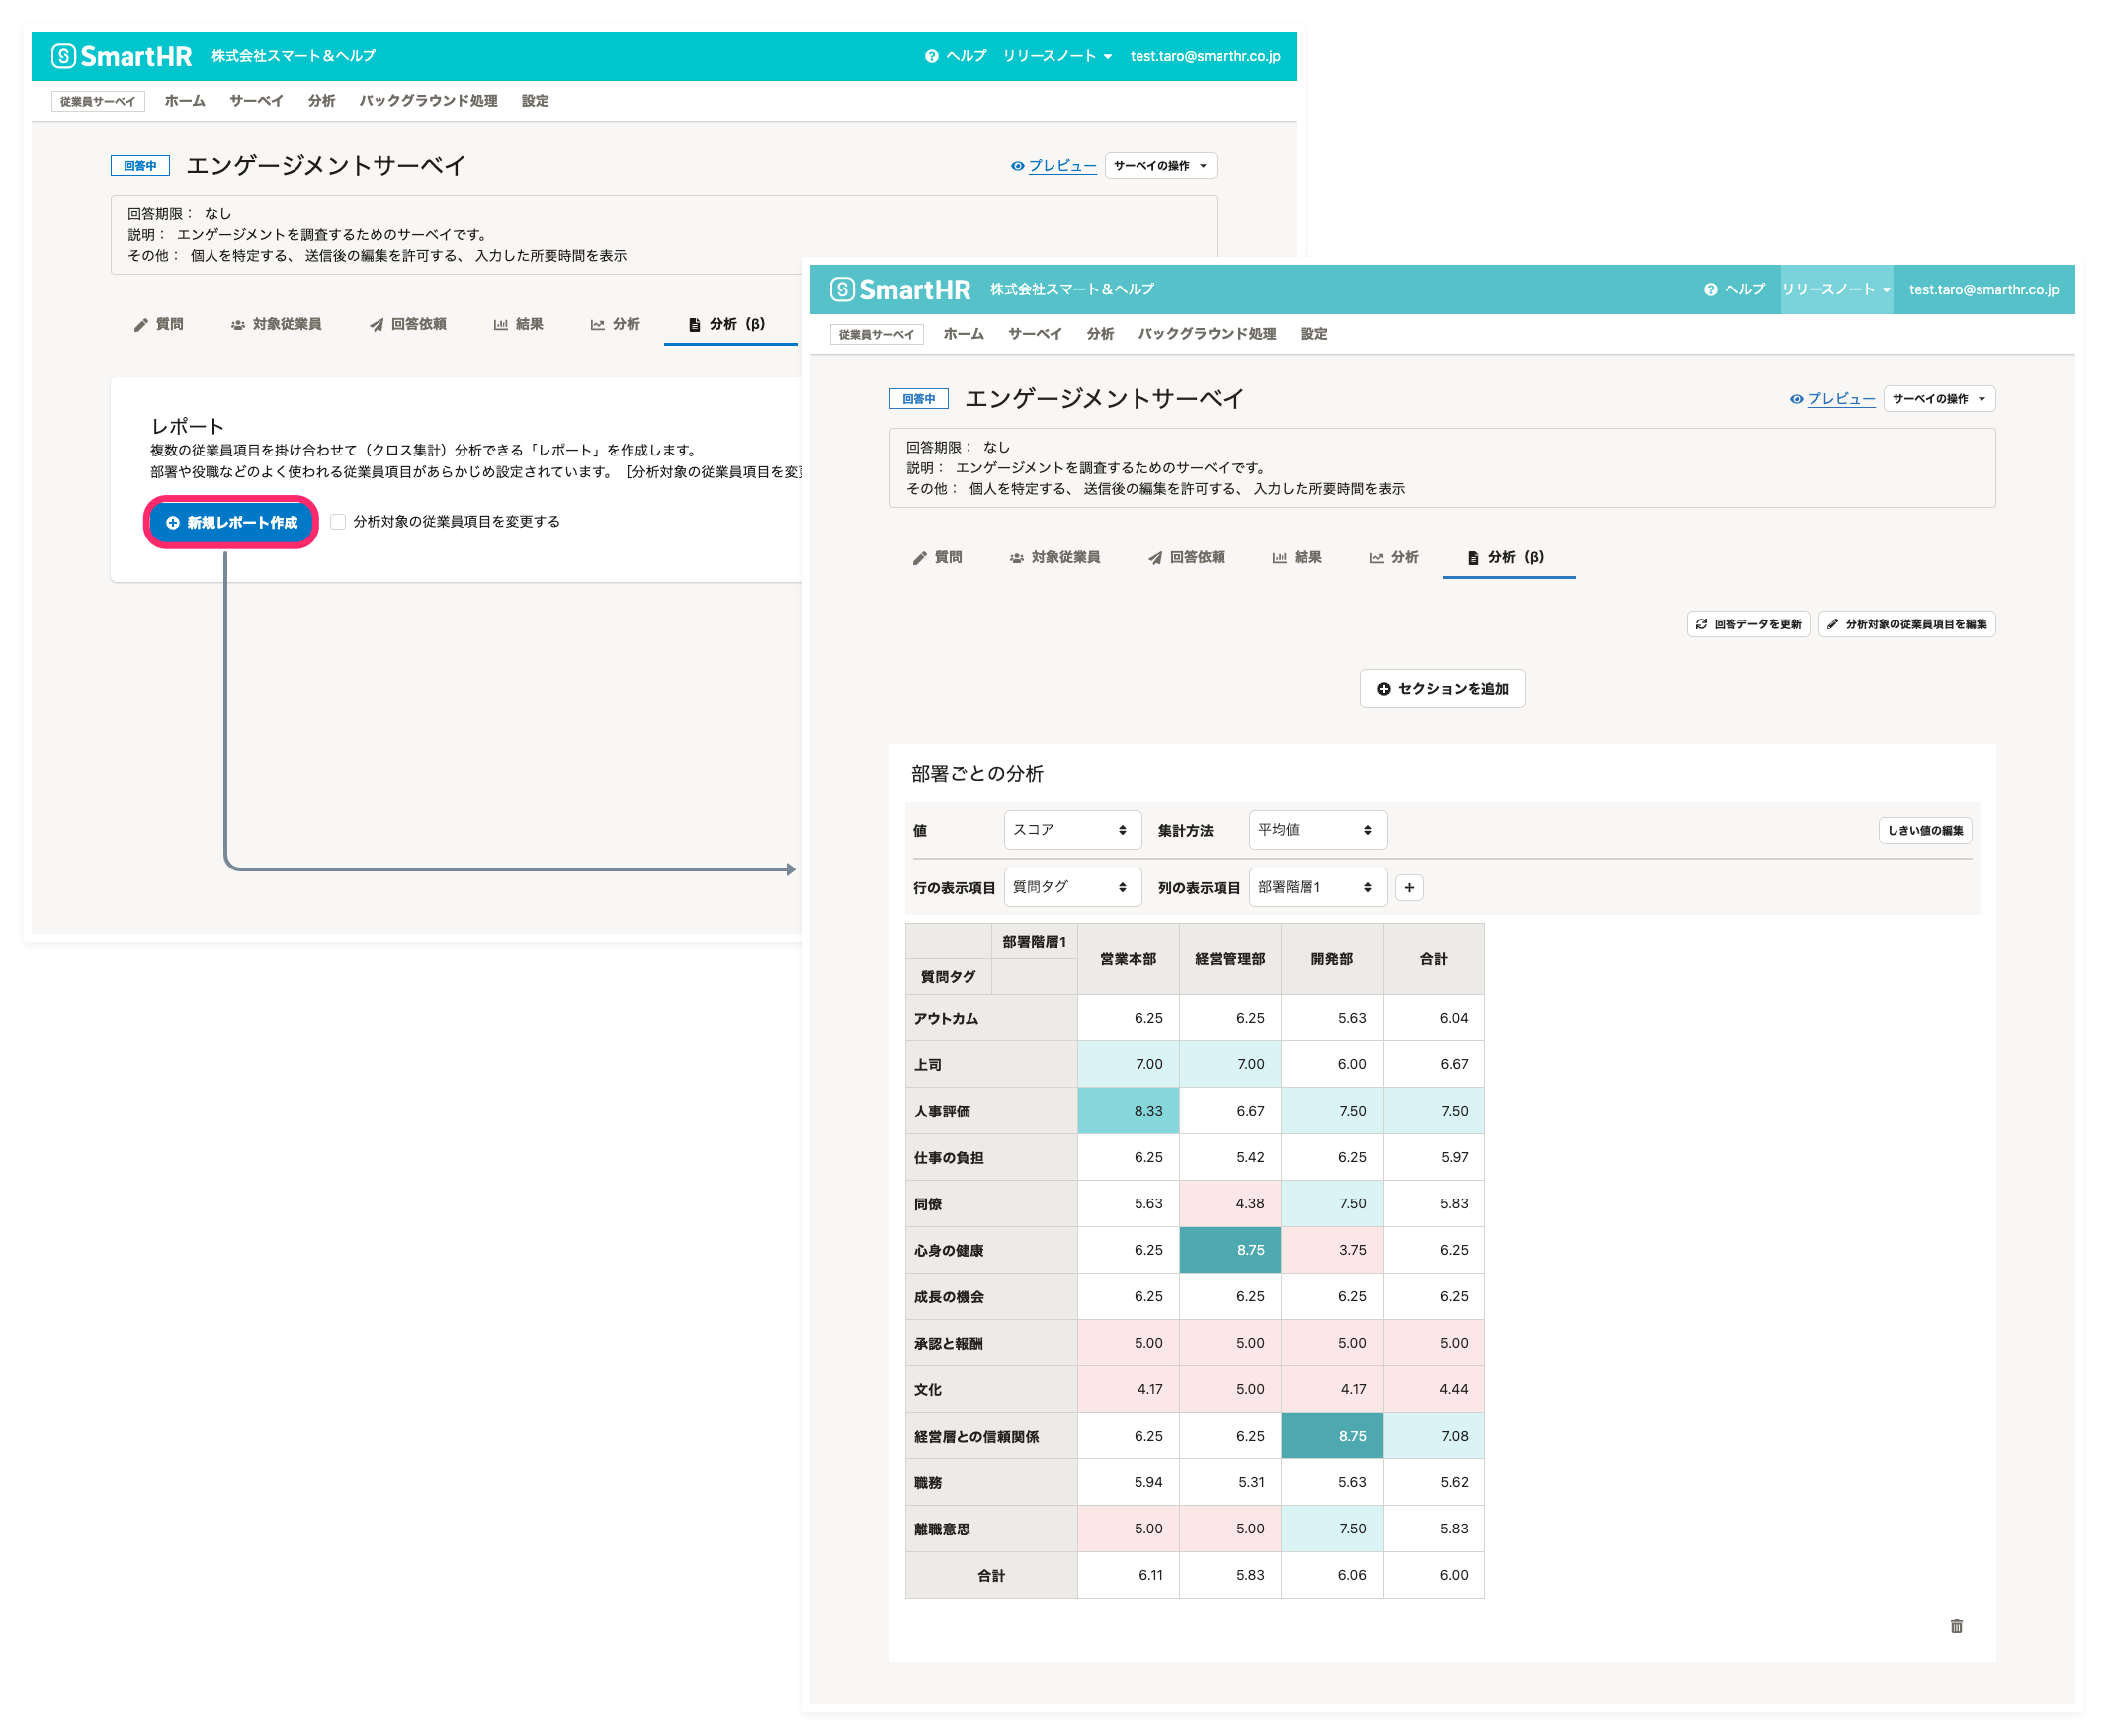 SmartHR 株式会社スマート＆ヘルプ ヘルプ リリースノート test.taro@smarthr.co.jp
従業員サーベイ ホーム サーベイ 分析 バックグラウンド処理 設定
回答中 エンゲージメントサーベイ プレビュー サーベイの操作
回答期限： なし
説明： エンゲージメントを調査するためのサーベイです。
その他： 個人を特定する、 送信後の編集を許可する、 入力した所要時間を表示
質問 対象従業員 回答依頼 結果 分析 分析（β）
レポート
複数の従業員項目を掛け合わせて（クロス集計）分析できる「レポート」を作成します。
部署や役職などのよく使われる従業員項目があらかじめ設定されています。［分析対象の従業員項目を変
新規レポート作成 分析対象の従業員項目を変更する
SmartHR 株式会社スマート＆ヘルプ ヘルプ リリースノート test.taro@smarthr.co.jp
従業員サーベイ ホーム サーベイ 分析 バックグラウンド処理 設定
回答中 エンゲージメントサーベイ プレビュー サーベイの操作
回答期限： なし
説明： エンゲージメントを調査するためのサーベイです。
その他： 個人を特定する、 送信後の編集を許可する、 入力した所要時間を表示
質問 対象従業員 回答依頼 結果 分析 分析（β）
回答データを更新 分析対象の従業員項目を編集
セクションを追加
部署ごとの分析
値 スコア 集計方法 平均値 しきい値の編集
行の表示項目 質問タグ 列の表示項目 部署階層1 +
部署階層1 営業本部 経営管理部 開発部 合計
質問タグ
アウトカム 6.25 6.25 5.63 6.04
上司 7.00 7.00 6.00 6.67
人事評価 8.33 6.67 7.50 7.50
仕事の負担 6.25 5.42 6.25 5.97
同僚 5.63 4.38 7.50 5.83
心身の健康 6.25 8.75 3.75 6.25
成長の機会 6.25 6.25 6.25 6.25
承認と報酬 5.00 5.00 5.00 5.00
文化 4.17 5.00 4.17 4.44
経営層との信頼関係 6.25 6.25 8.75 7.08
職務 5.94 5.31 5.63 5.62
離職意思 5.00 5.00 7.50 5.83
合計 6.11 5.83 6.06 6.00